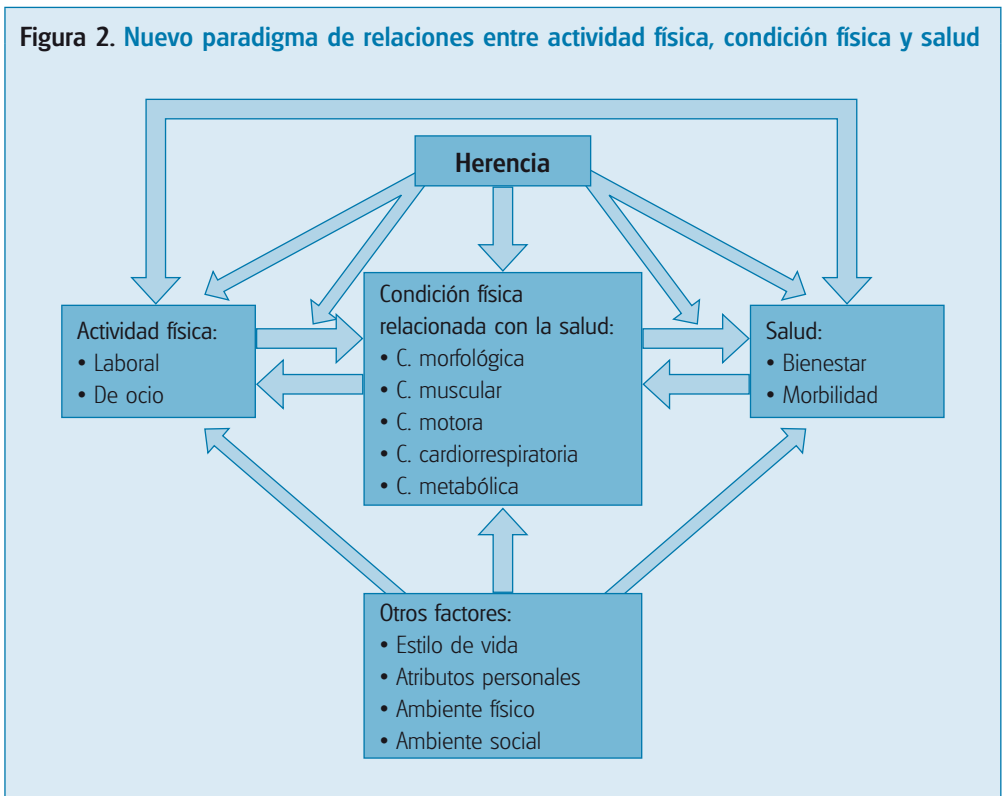 Figura 2. Nuevo paradigma de relaciones entre actividad física, condición física y salud
Herencia
Actividad física:
• Laboral
• De ocio
Condición física
relacionada con la salud:
• C. morfológica
• C. muscular
• C. motora
• C. cardiorrespiratoria
• C. metabólica
Salud:
• Bienestar
• Morbilidad
Otros factores:
• Estilo de vida
• Atributos personales
• Ambiente físico
• Ambiente social